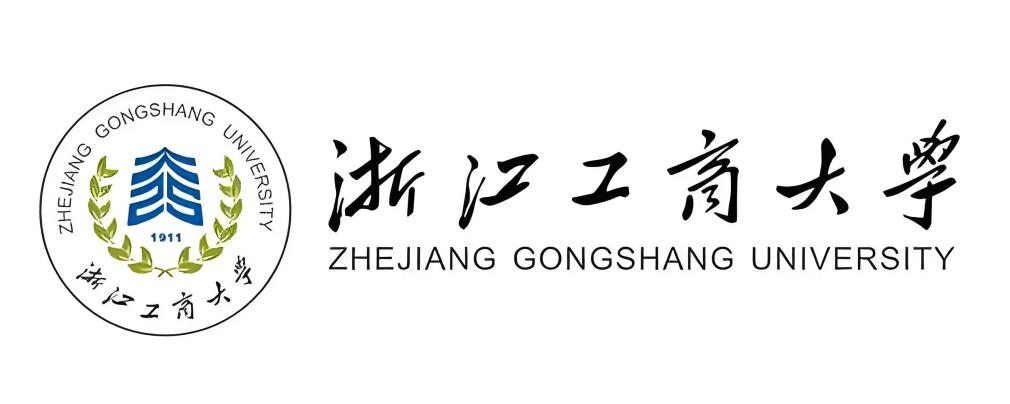 ZHEJIANG GONGSHANG UNIVERSITY
1911
浙江工商大學
浙江工商大學
ZHEJIANG GONGSHANG UNIVERSITY